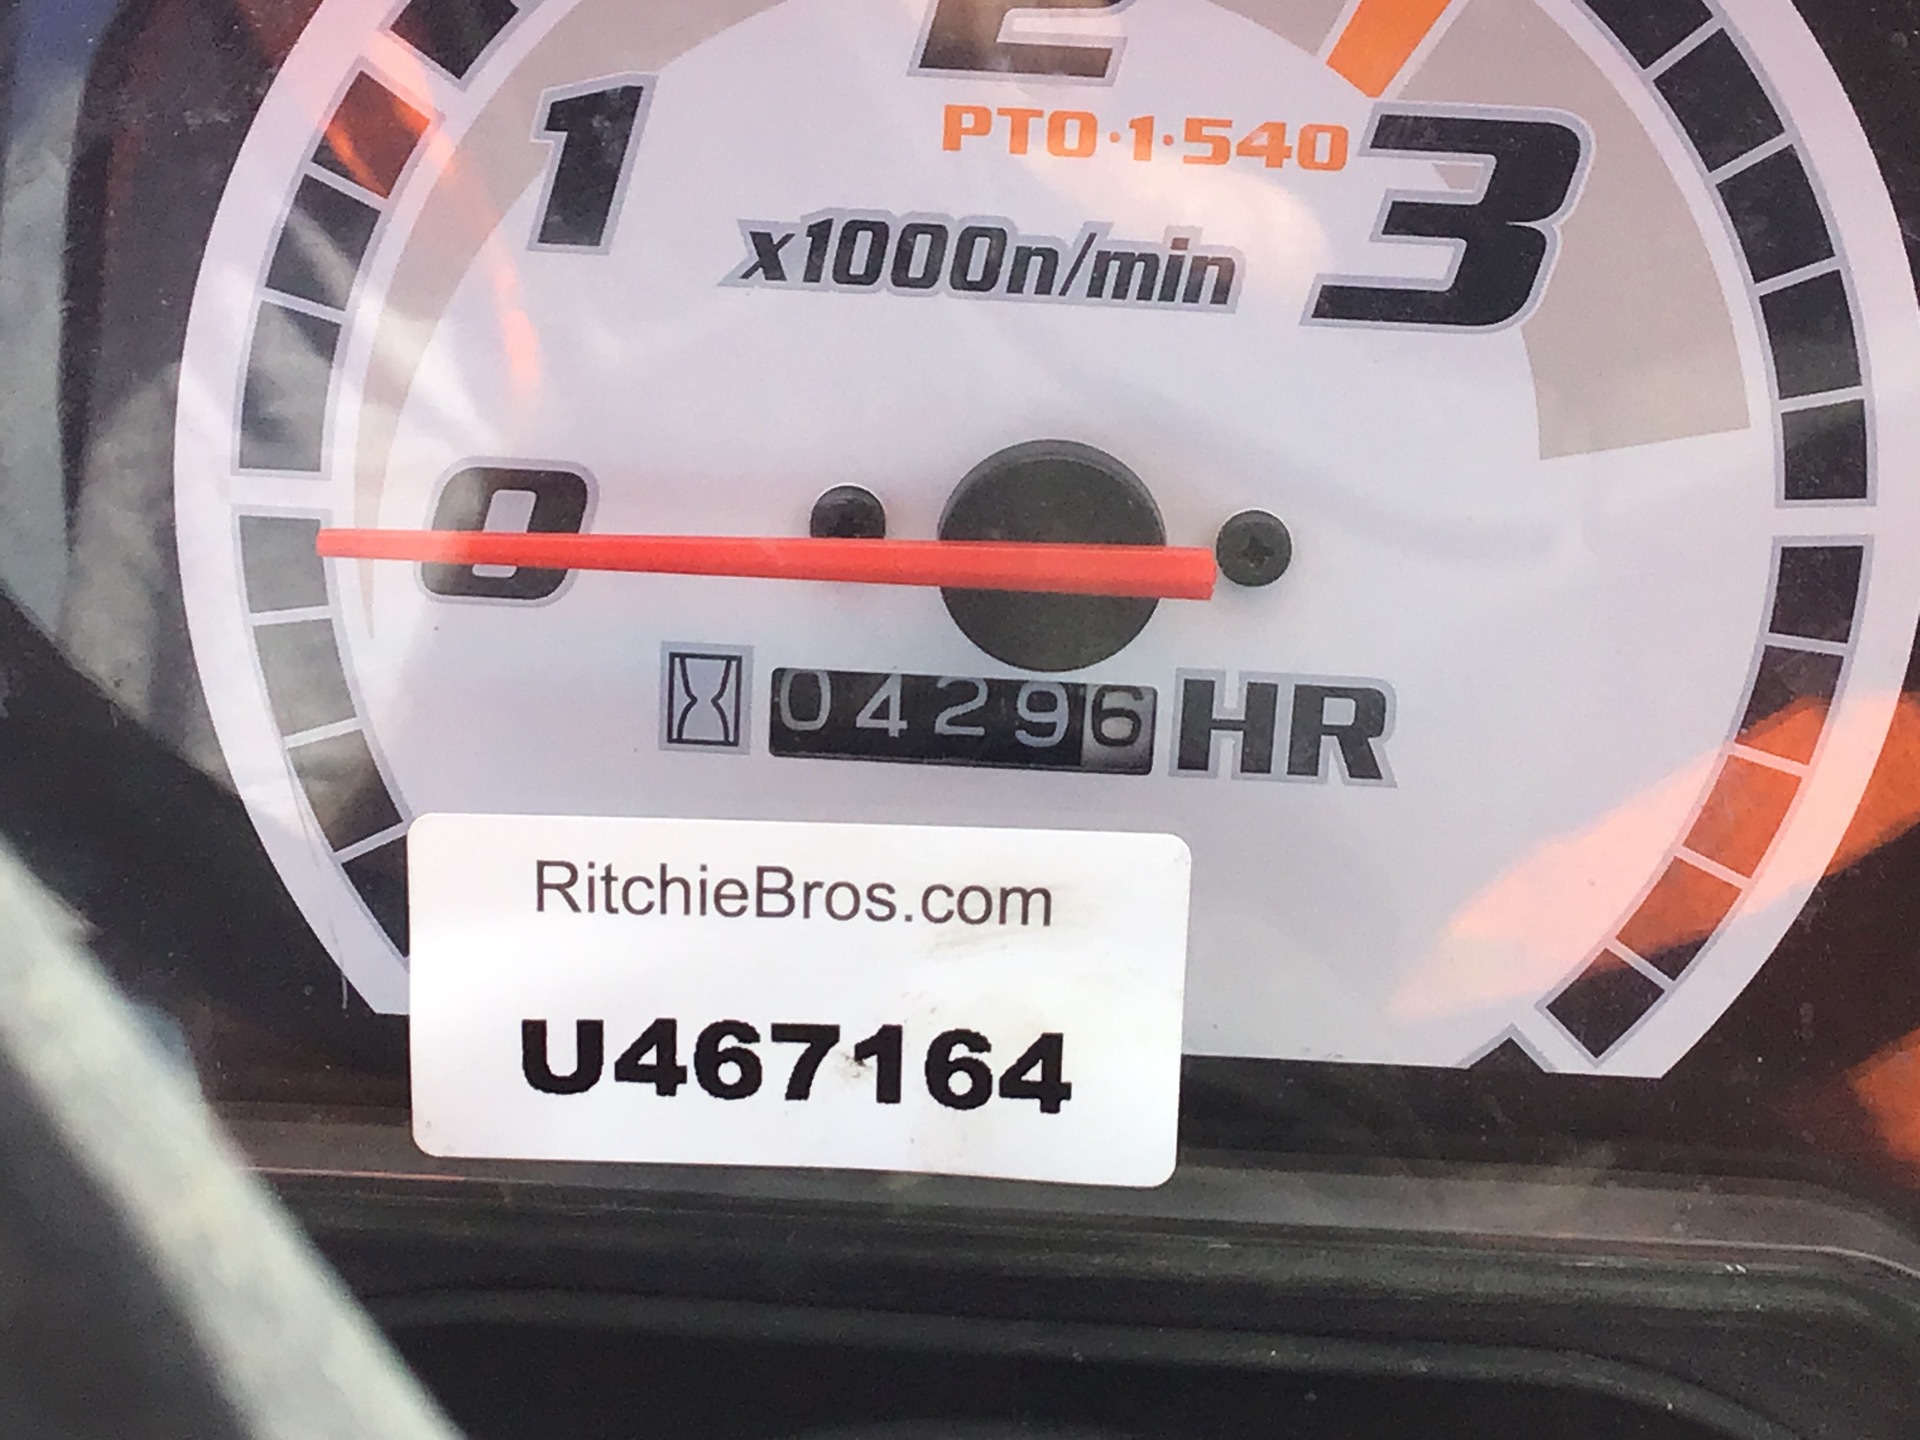 2
PTO·1·540
1
3
x1000n/min
0
04296 HR
RitchieBros.com
U467164